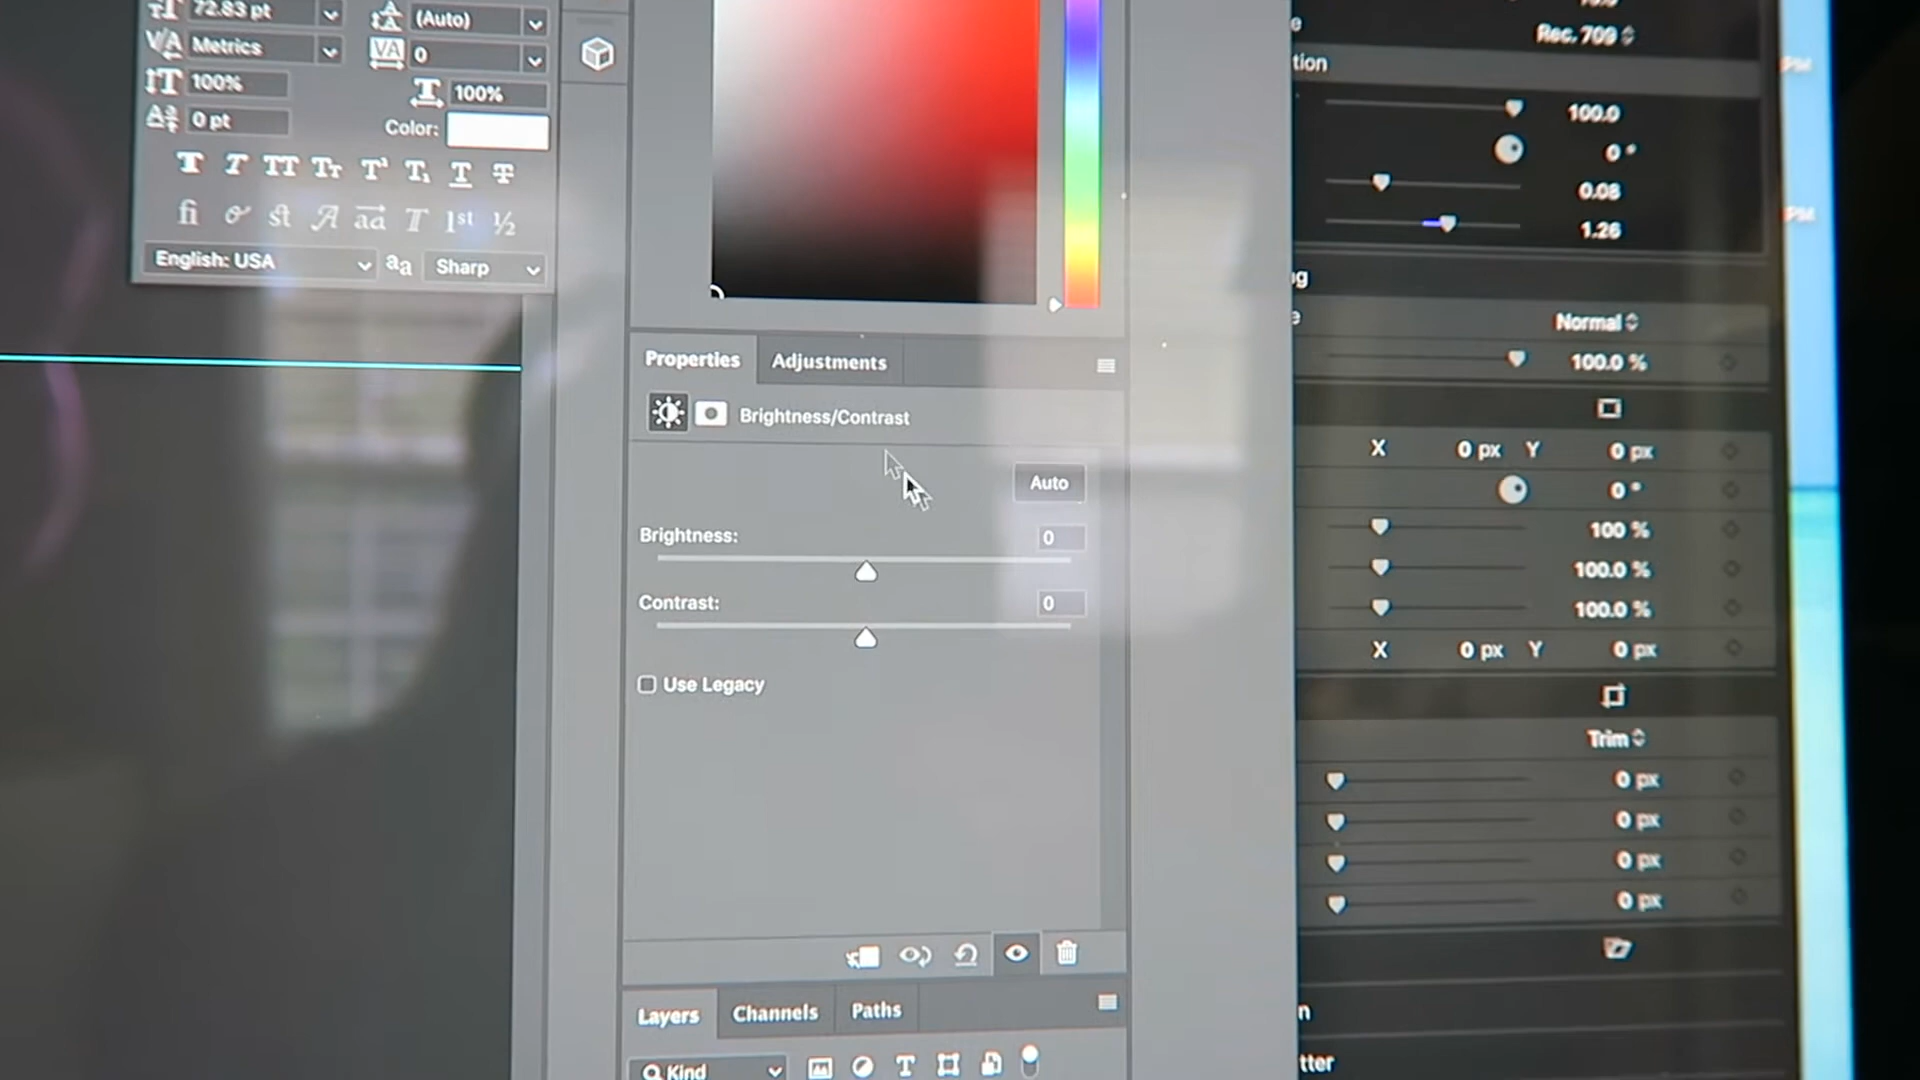 72.83 pt
(Auto)
Metrics
0
100%
100%
0 pt
Color:
English: USA
Sharp
Properties
Adjustments
Brightness/Contrast
Auto
Brightness:
0
Contrast:
0
Use Legacy
Layers
Channels
Paths
Kind
Rec. 709
tion
100.0
0 °
0.08
1.26
g
Normal
100.0 %
X 0 px Y 0 px
0 °
100 %
100.0 %
100.0 %
X 0 px Y 0 px
Trim
0 px
0 px
0 px
0 px
n
tter
PM
PM